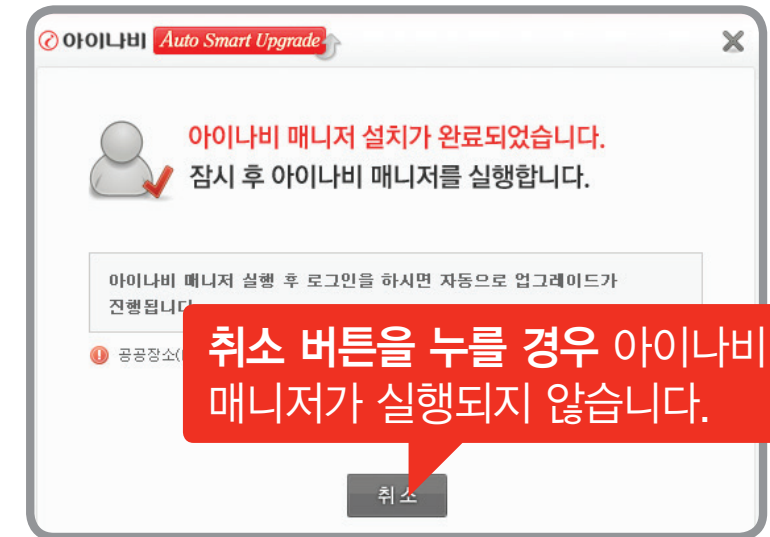 아이나비 Auto Smart Upgrade
아이나비 매니저 설치가 완료되었습니다.
잠시 후 아이나비 매니저를 실행합니다.
아이나비 매니저 실행 후 로그인을 하시면 자동으로 업그레이드가
진행됩니다
공공장소(
취소 버튼을 누를 경우 아이나비
매니저가 실행되지 않습니다.
취소